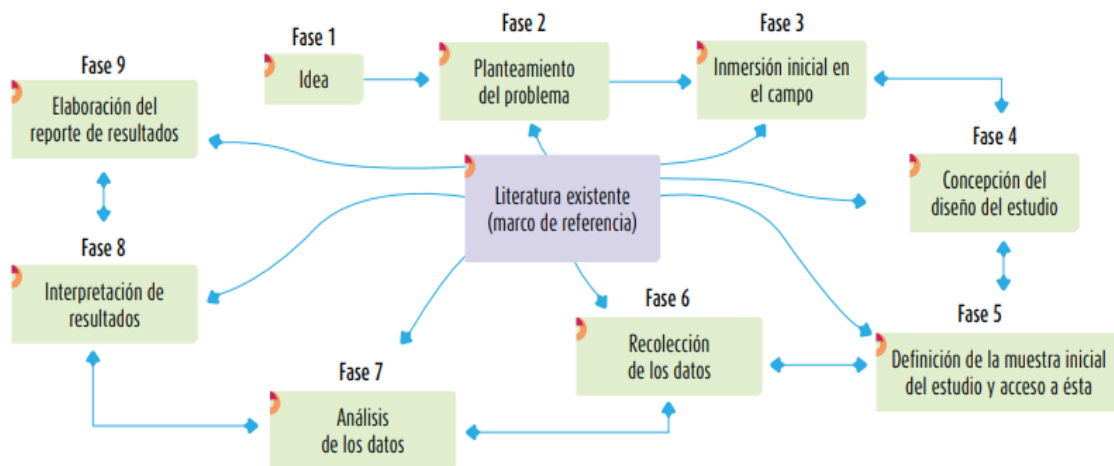 Fase 1
Idea
Fase 2
Planteamiento
del problema
Fase 3
Inmersión inicial en
el campo
Fase 4
Concepción del
diseño del estudio
Fase 5
Definición de la muestra inicial
del estudio y acceso a ésta
Fase 6
Recolección
de los datos
Fase 7
Análisis
de los datos
Fase 8
Interpretación de
resultados
Fase 9
Elaboración del
reporte de resultados
Literatura existente
(marco de referencia)